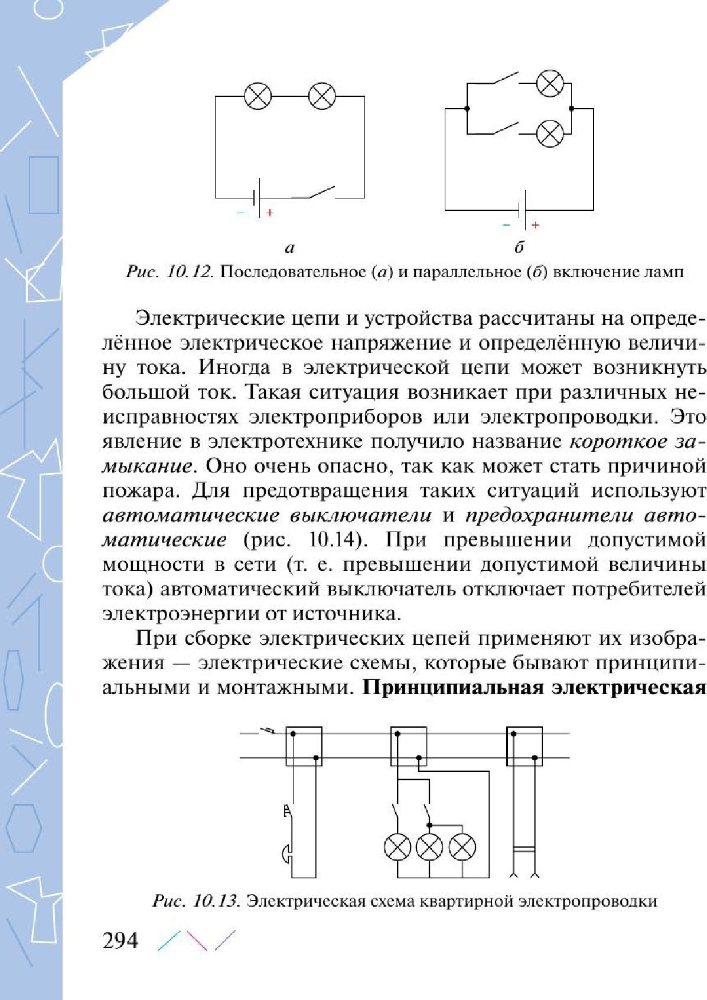 − +
− +
а
б
Рис. 10.12. Последовательное (а) и параллельное (б) включение ламп
Электрические цепи и устройства рассчитаны на опреде-
лённое электрическое напряжение и определённую величи-
ну тока. Иногда в электрической цепи может возникнуть
большой ток. Такая ситуация возникает при различных не-
исправностях электроприборов или электропроводки. Это
явление в электротехнике получило название короткое за-
мыкание. Оно очень опасно, так как может стать причиной
пожара. Для предотвращения таких ситуаций используют
автоматические выключатели и предохранители авто-
матические (рис. 10.14). При превышении допустимой
мощности в сети (т. е. превышении допустимой величины
тока) автоматический выключатель отключает потребителей
электроэнергии от источника.
При сборке электрических цепей применяют их изобра-
жения — электрические схемы, которые бывают принципи-
альными и монтажными. Принципиальная электрическая
Рис. 10.13. Электрическая схема квартирной электропроводки
294